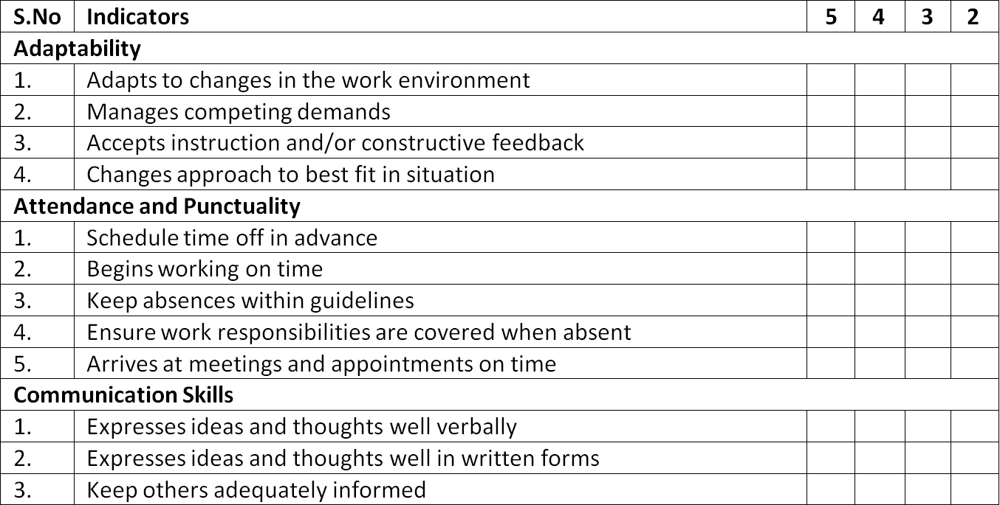 S.No Indicators 5 4 3 2
Adaptability
1. Adapts to changes in the work environment
2. Manages competing demands
3. Accepts instruction and/or constructive feedback
4. Changes approach to best fit in situation
Attendance and Punctuality
1. Schedule time off in advance
2. Begins working on time
3. Keep absences within guidelines
4. Ensure work responsibilities are covered when absent
5. Arrives at meetings and appointments on time
Communication Skills
1. Expresses ideas and thoughts well verbally
2. Expresses ideas and thoughts well in written forms
3. Keep others adequately informed